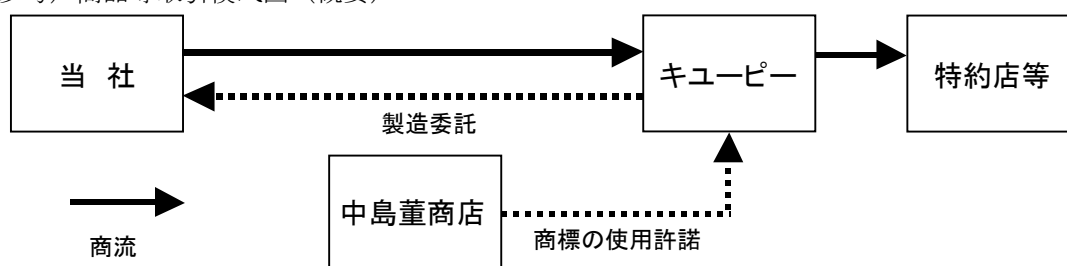 当 社
キユーピー
特約店等
製造委託
中島董商店
商標の使用許諾
商流